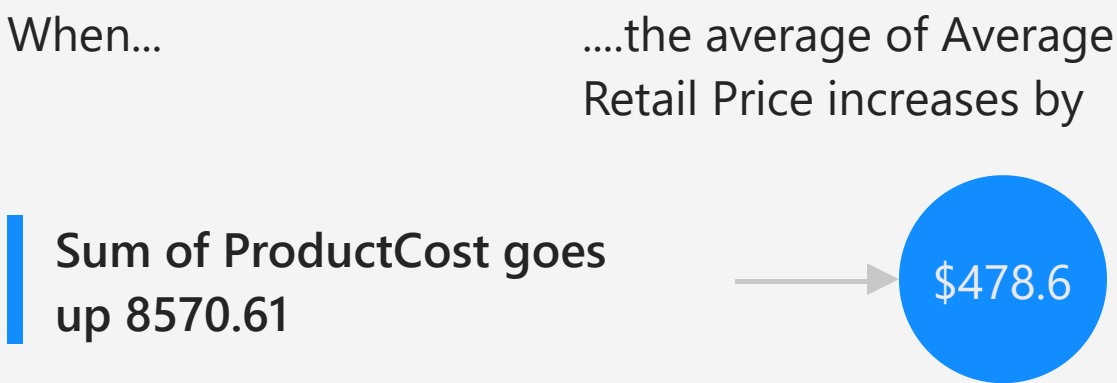 When...
....the average of Average
Retail Price increases by
Sum of ProductCost goes
up 8570.61
$478.6